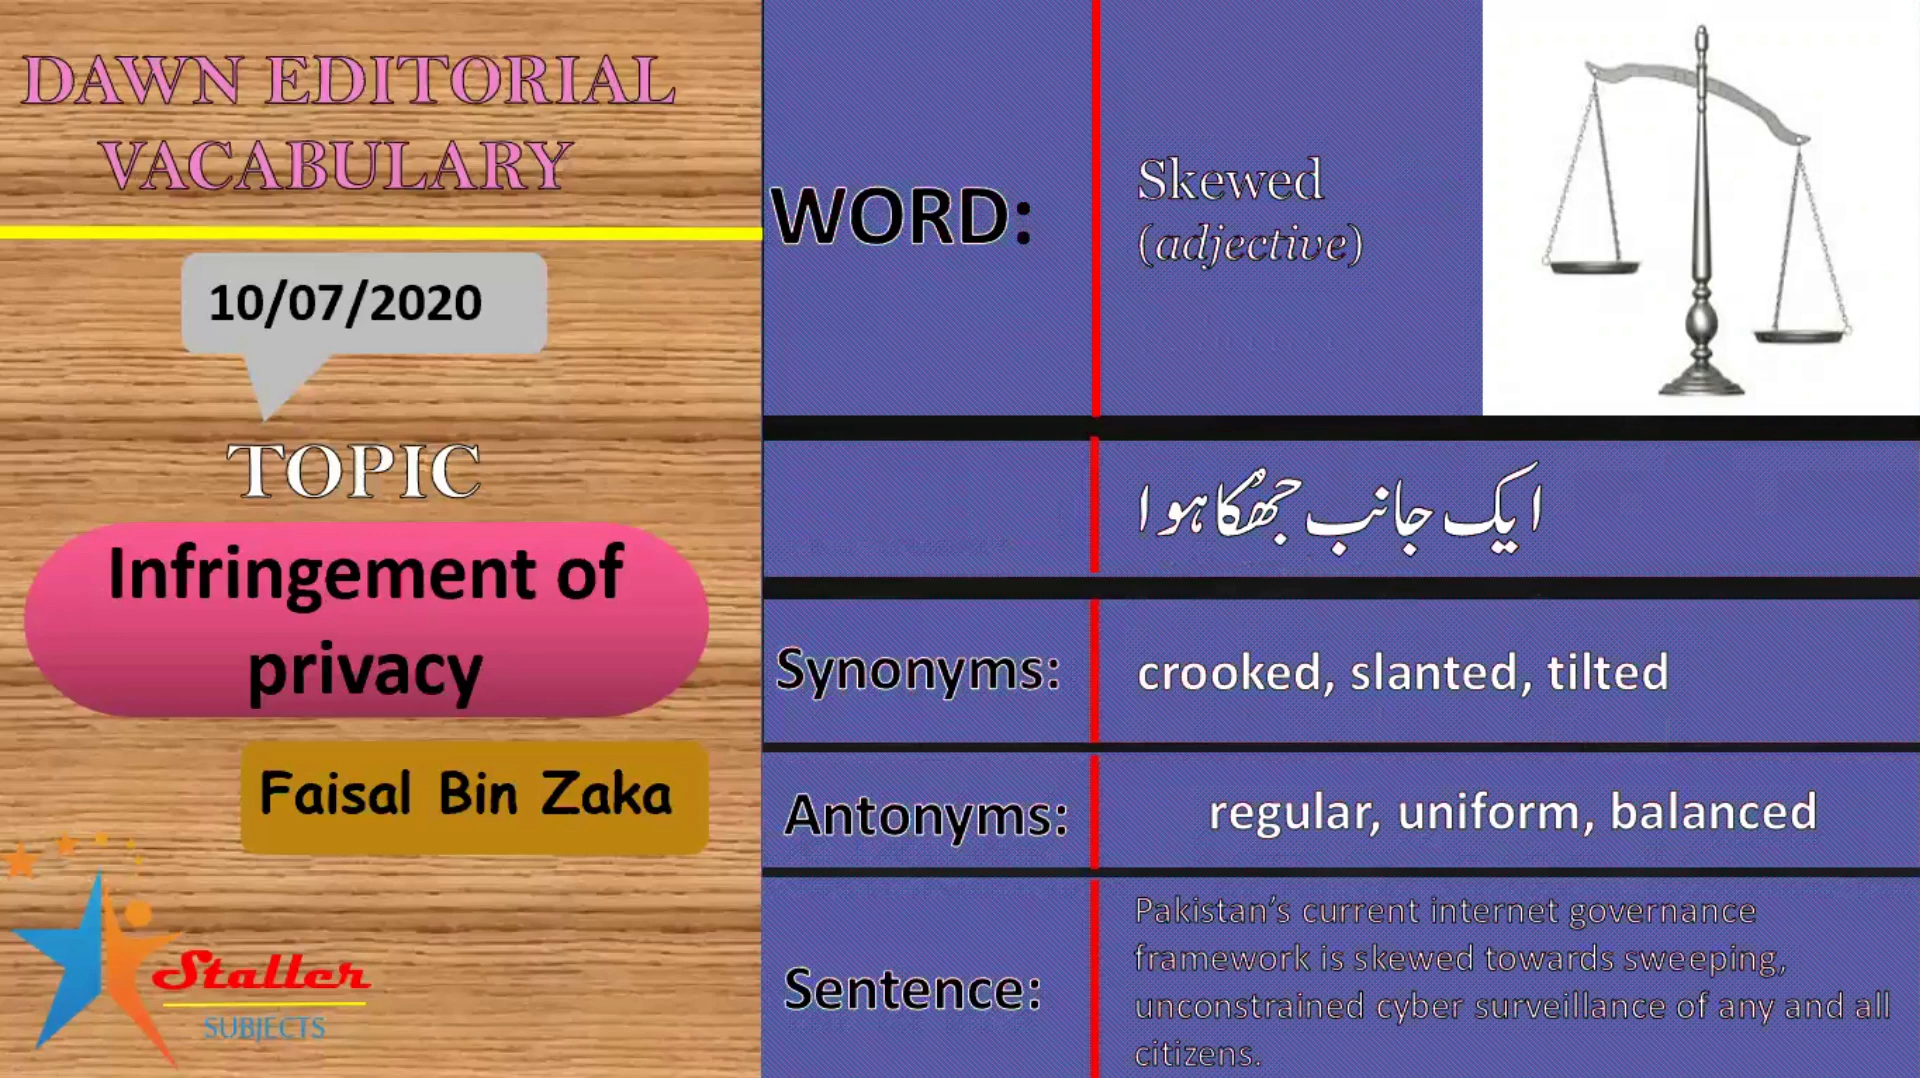 DAWN EDITORIAL
VACABULARY
10/07/2020
TOPIC
Infringement of
privacy
Faisal Bin Zaka
Staller
SUBJECTS
WORD:
Skewed
(adjective)
ایک جانب جھُکا ہوا
Synonyms:
crooked, slanted, tilted
Antonyms:
regular, uniform, balanced
Sentence:
Pakistan’s current internet governance
framework is skewed towards sweeping,
unconstrained cyber surveillance of any and all
citizens.